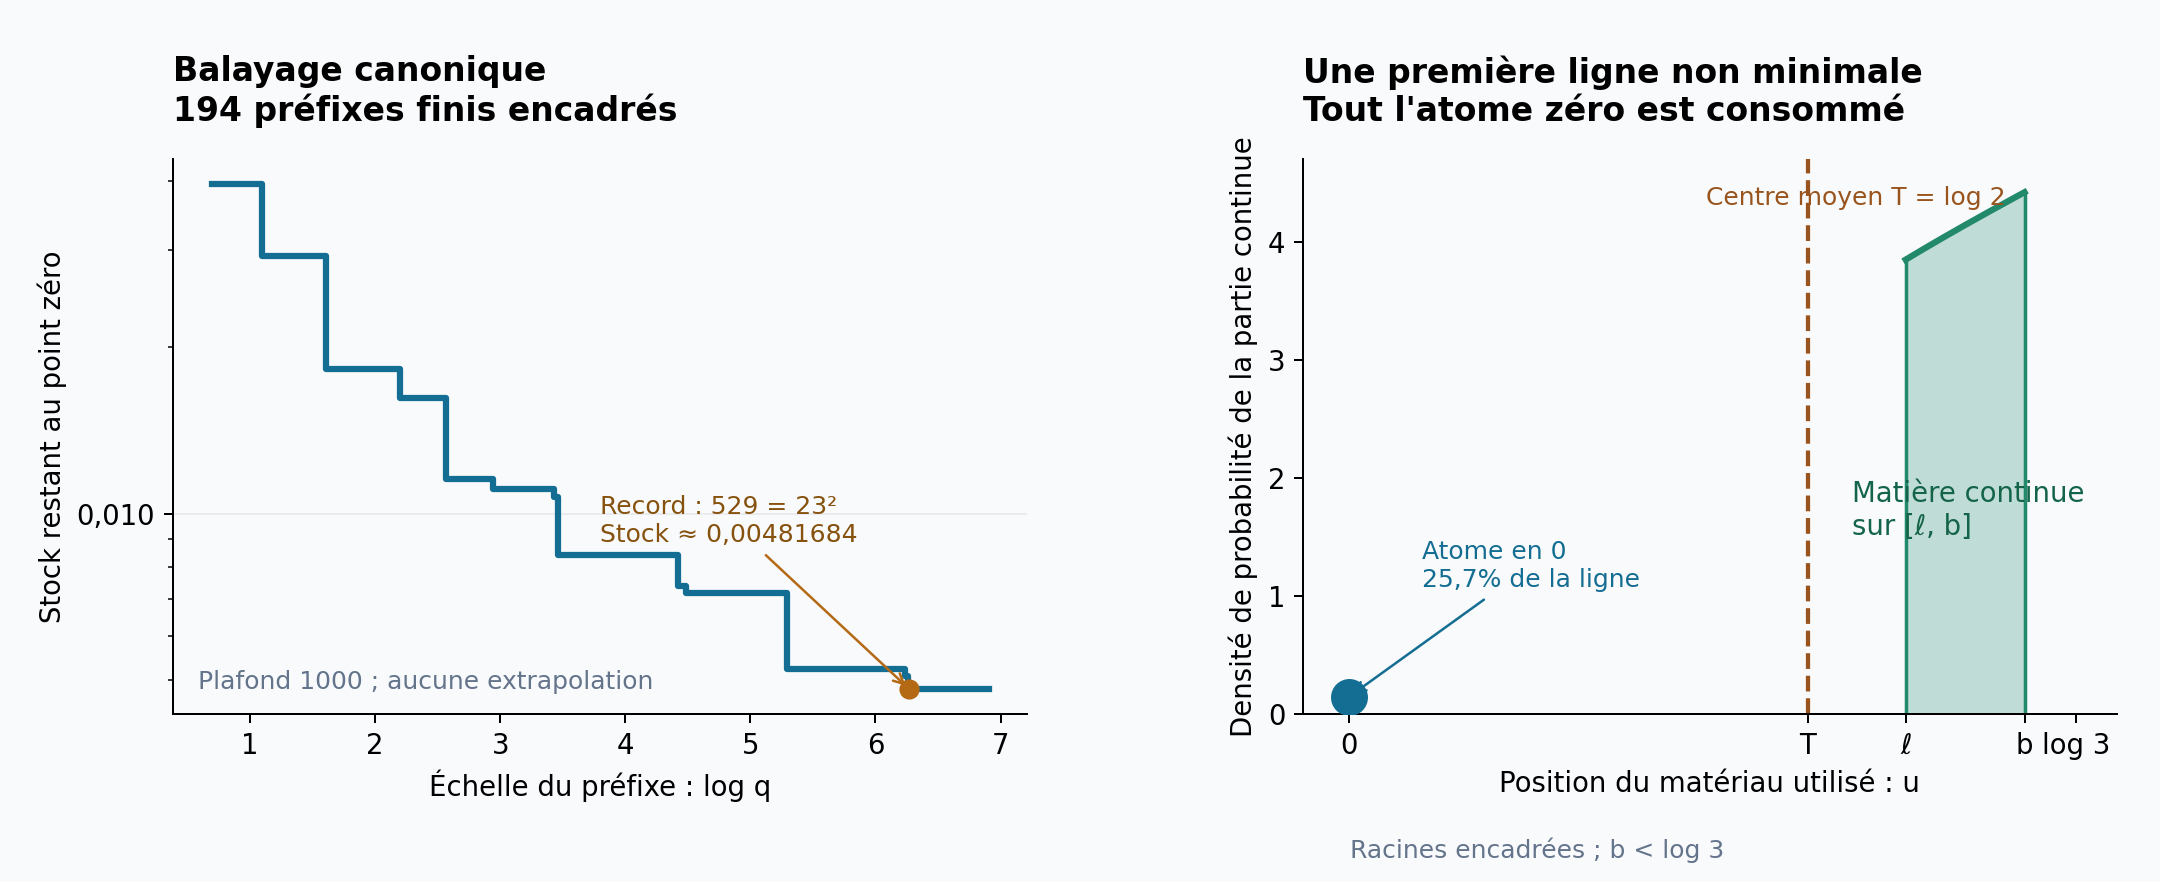 Balayage canonique
194 préfixes finis encadrés
Stock restant au point zéro
0,010
Record : 529 = 23²
Stock ≈ 0,00481684
Plafond 1000 ; aucune extrapolation
1 2 3 4 5 6 7
Échelle du préfixe : log q
Une première ligne non minimale
Tout l'atome zéro est consommé
Densité de probabilité de la partie continue
4
3
2
1
0
Centre moyen T = log 2
Matière continue
sur [ℓ, b]
Atome en 0
25,7% de la ligne
0 T ℓ b log 3
Position du matériau utilisé : u
Racines encadrées ; b < log 3